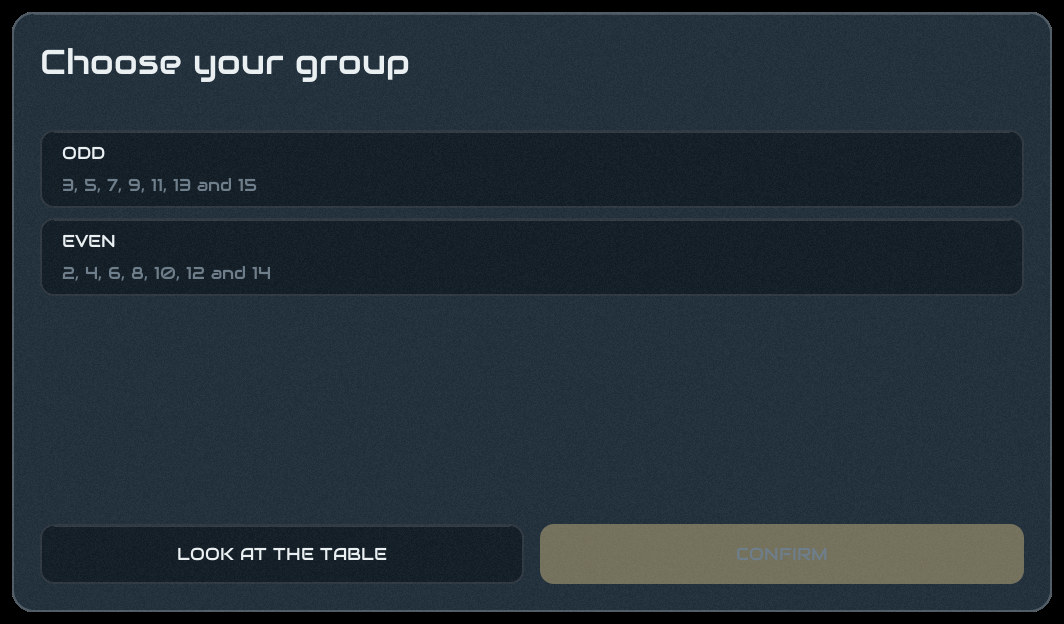 Choose your group
ODD
3, 5, 7, 9, 11, 13 and 15
EVEN
2, 4, 6, 8, 10, 12 and 14
LOOK AT THE TABLE
CONFIRM